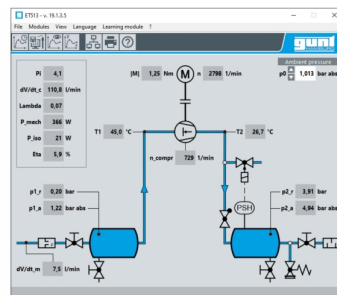 ET513 – v. 19.1.3.5
File Modules View Language Learning module ?
gunt
Ambient pressure
p0 1,013 bar abs
Pi 4,1
dV/dt_c 110,8 l/min
Lambda 0,07
P_mech 366 W
P_iso 21 W
Eta 5,9 %
|M| 1,25 Nm M n 2798 1/min
T1 45,0 °C
T2 26,7 °C
n_compr 729 1/min
p1_r 0,20 bar
p1_a 1,22 bar abs
PSH
p2_r 3,91 bar
p2_a 4,94 bar abs
dV/dt_m 7,5 l/min